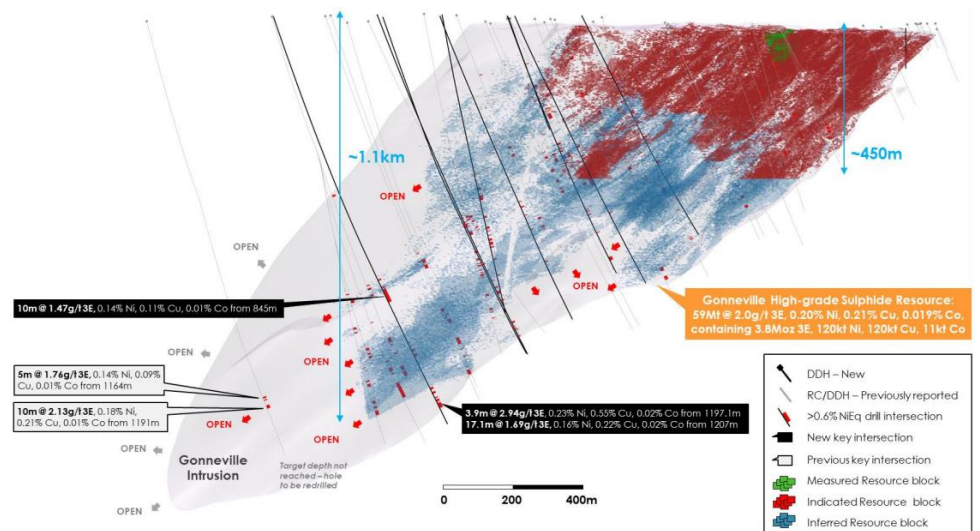 ~1.1km
~450m
OPEN
OPEN
OPEN
Gonneville High-grade Sulphide Resource:
59Mt @ 2.0g/t 3E, 0.20% Ni, 0.21% Cu, 0.019% Co,
containing 3.8Moz 3E, 120kt Ni, 120kt Cu, 11kt Co
10m @ 1.47g/t 3E, 0.14% Ni, 0.11% Cu, 0.01% Co from 845m
OPEN
OPEN
5m @ 1.76g/t 3E, 0.14% Ni, 0.09%
Cu, 0.01% Co from 1164m
10m @ 2.13g/t 3E, 0.18% Ni,
0.21% Cu, 0.01% Co from 1191m
3.9m @ 2.94g/t 3E, 0.23% Ni, 0.55% Cu, 0.02% Co from 1197.1m
17.1m @ 1.69g/t 3E, 0.16% Ni, 0.22% Cu, 0.02% Co from 1207m
OPEN
OPEN
OPEN
Gonneville
Intrusion
Target depth not
reached – hole
to be redrilled
OPEN
0 200 400m
DDH – New
RC/DDH – Previously reported
>0.6% NiEq drill intersection
New key intersection
Previous key intersection
Measured Resource block
Indicated Resource block
Inferred Resource block